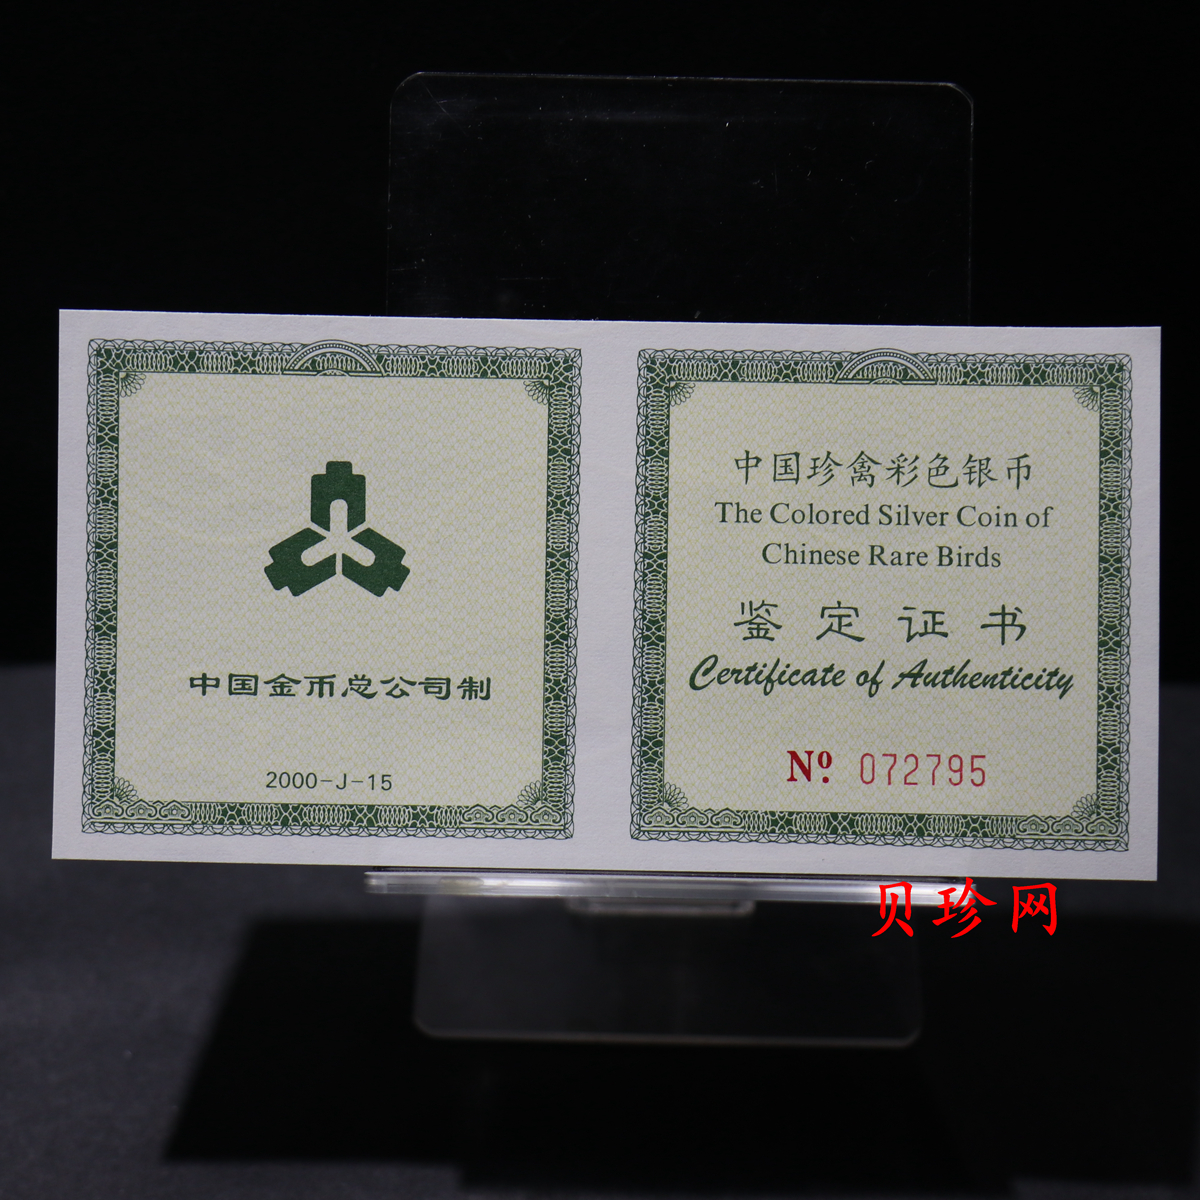 中国金币总公司制
2000-J-15
中国珍禽彩色银币
The Colored Silver Coin of
Chinese Rare Birds
鉴定证书
Certificate of Authenticity
Nº 072795
贝珍网